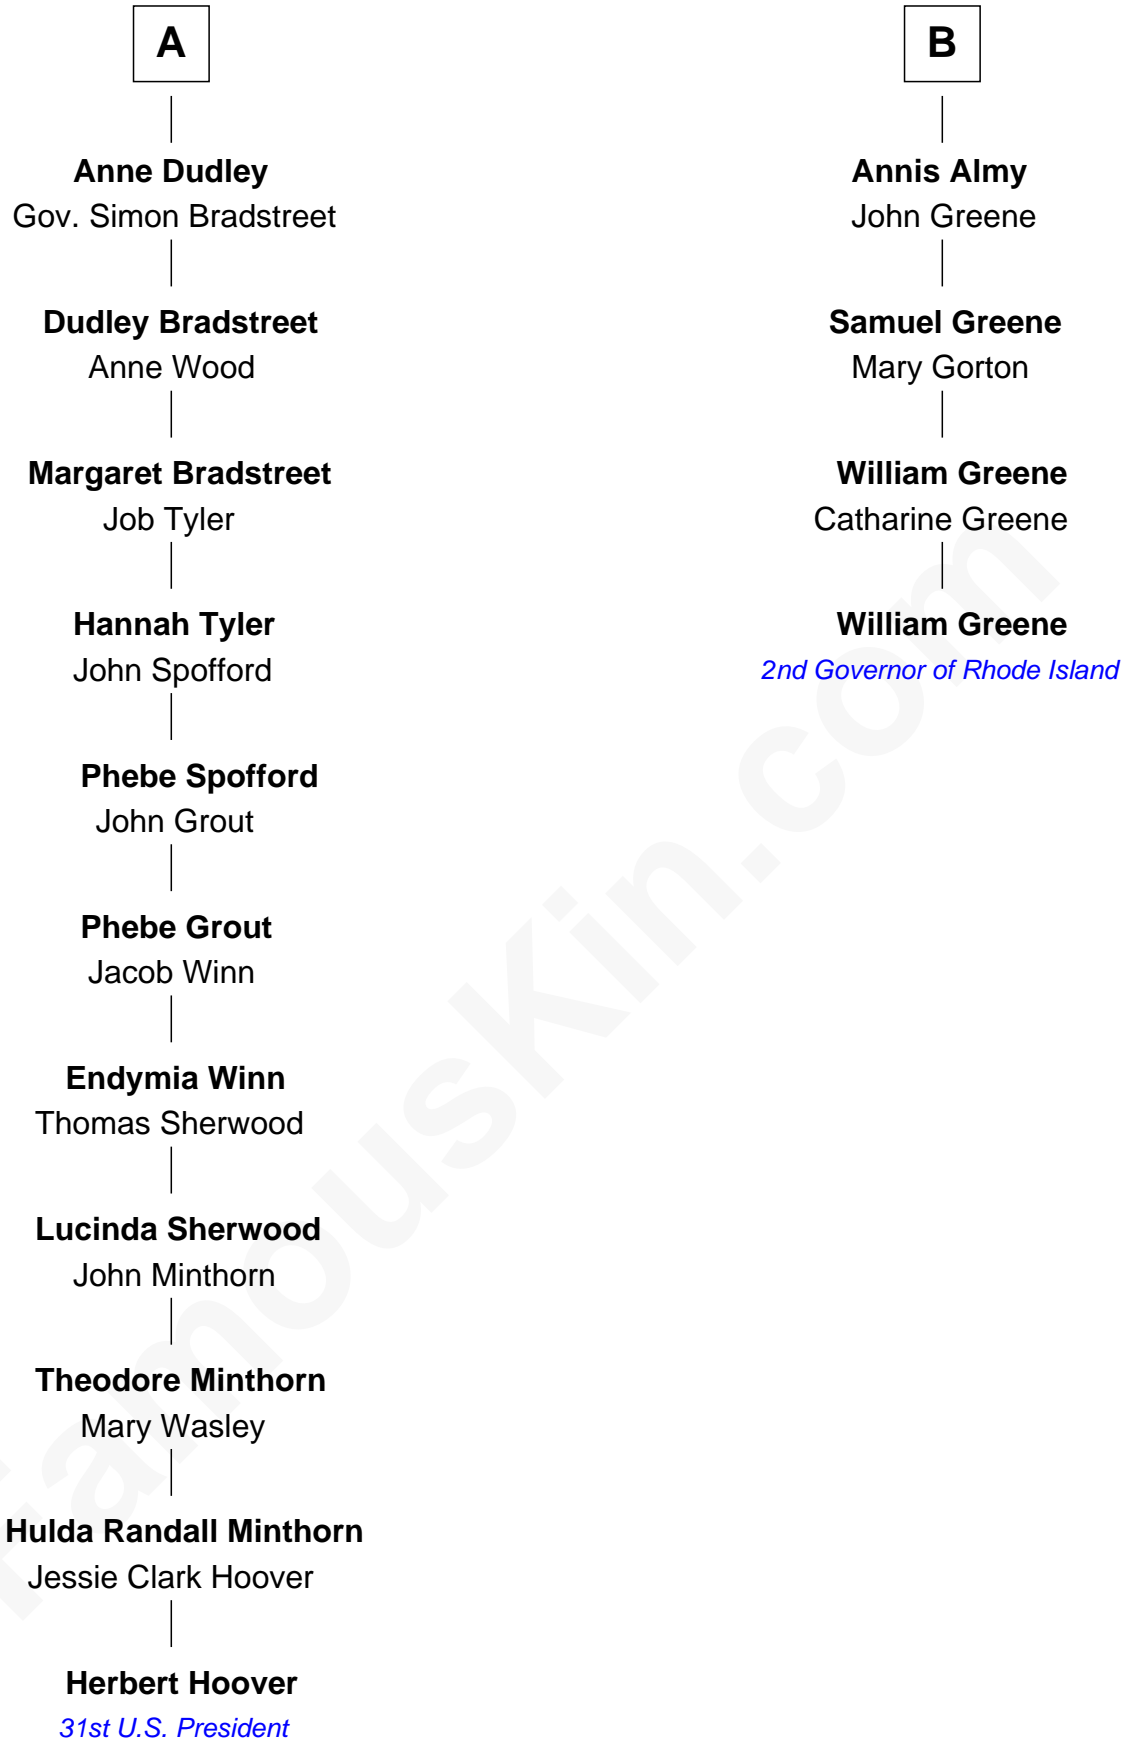 A
Anne Dudley
Gov. Simon Bradstreet
Dudley Bradstreet
Anne Wood
Margaret Bradstreet
Job Tyler
Hannah Tyler
John Spofford
Phebe Spofford
John Grout
Phebe Grout
Jacob Winn
Endymia Winn
Thomas Sherwood
Lucinda Sherwood
John Minthorn
Theodore Minthorn
Mary Wasley
Hulda Randall Minthorn
Jessie Clark Hoover
Herbert Hoover
31st U.S. President
B
Annis Almy
John Greene
Samuel Greene
Mary Gorton
William Greene
Catharine Greene
William Greene
2nd Governor of Rhode Island
FamousKin.com